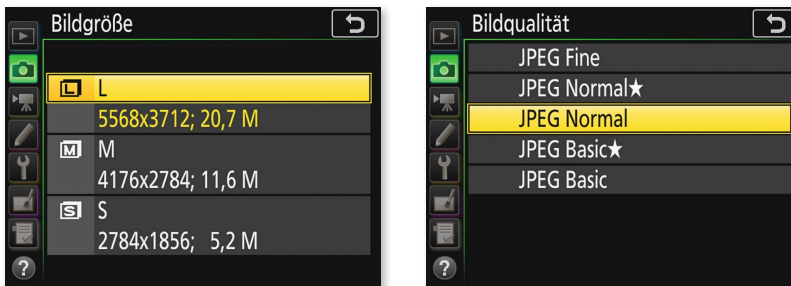 Bildgröße
L L
5568x3712; 20,7 M
M M
4176x2784; 11,6 M
S S
2784x1856; 5,2 M
?
Bildqualität
JPEG Fine
JPEG Normal★
JPEG Normal
JPEG Basic★
JPEG Basic
?